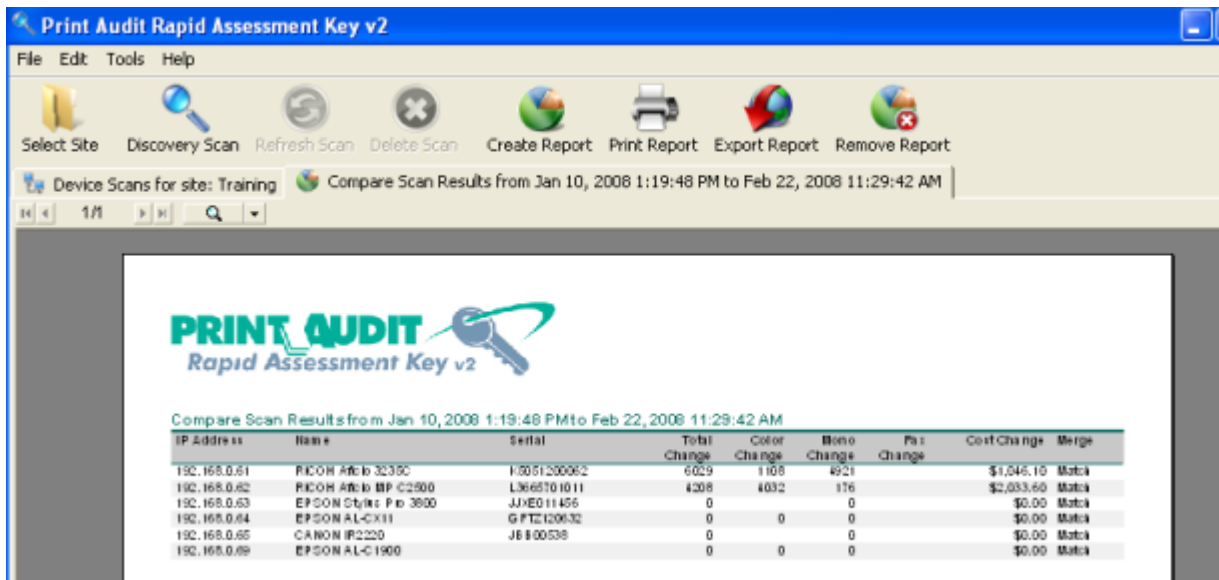 Print Audit Rapid Assessment Key v2
File Edit Tools Help
Select Site Discovery Scan Refresh Scan Delete Scan Create Report Print Report Export Report Remove Report
Device Scans for site: Training Compare Scan Results from Jan 10, 2008 1:19:48 PM to Feb 22, 2008 11:29:42 AM
1/1
PRINT AUDIT
Rapid Assessment Key v2
Compare Scan Results from Jan 10, 2008 1:19:48 PM to Feb 22, 2008 11:29:42 AM
IP Address Name Serial Total Change Color Change Mono Change Fax Change Cost Change Merge
192.168.0.61 RICOH Aficio 3235C K5051200062 6029 1108 4921 $1,046.10 Match
192.168.0.62 RICOH Aficio MP C2500 L3665701011 4208 4032 176 $2,033.60 Match
192.168.0.63 EPSON Stylus Pro 3800 JJXE011456 0 0 $0.00 Match
192.168.0.64 EPSON AL-CX11 GFTZ120632 0 0 0 $0.00 Match
192.168.0.65 CANON IR2220 JBB00538 0 0 $0.00 Match
192.168.0.69 EPSON AL-C1900 0 0 0 $0.00 Match